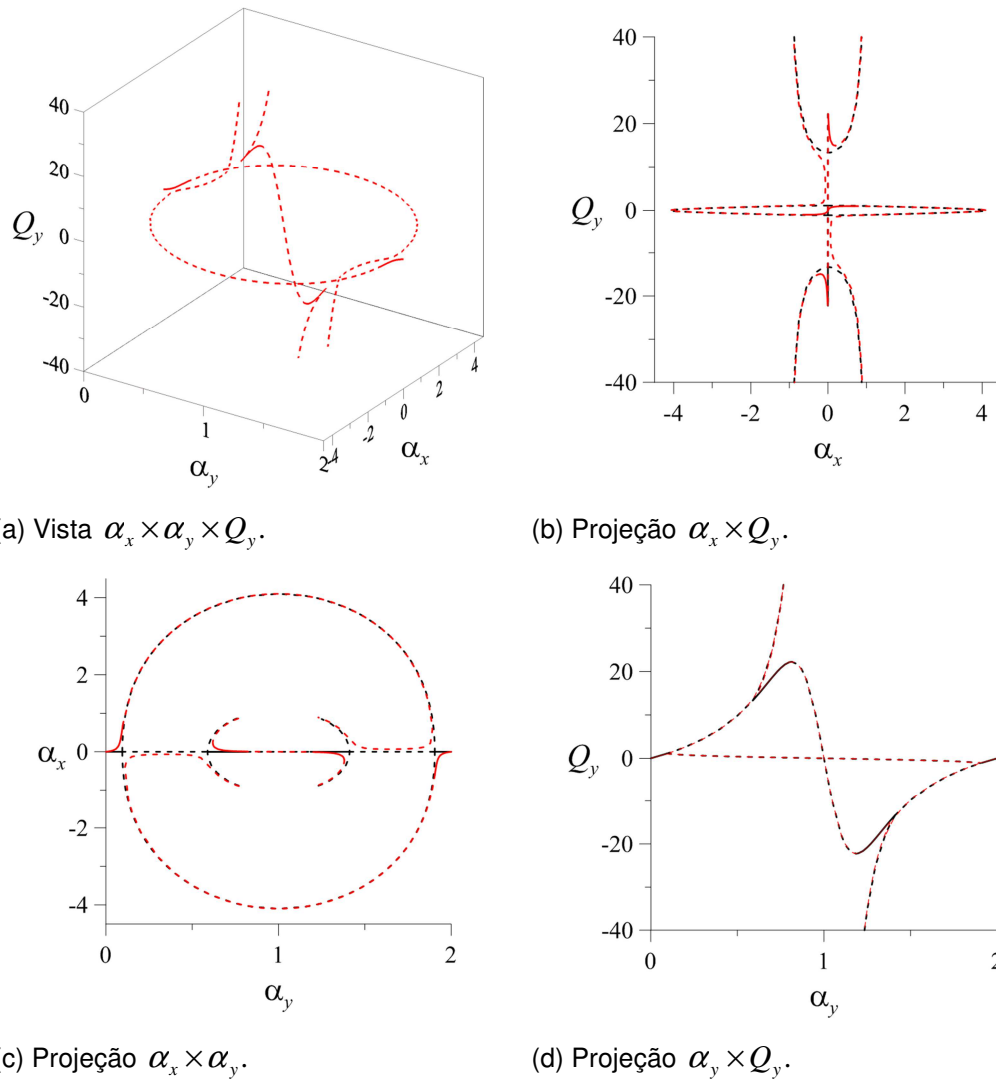 40
20
Q_y 0
-20
-40
0
1
2
α_y
-4
-2
0
2
4
α_x
40
20
Q_y 0
-20
-40
-4 -2 0 2 4
α_x
a) Vista α_x × α_y × Q_y.
(b) Projeção α_x × Q_y.
4
2
α_x 0
-2
-4
0 1 2
α_y
40
20
Q_y 0
-20
-40
0 1 2
α_y
c) Projeção α_x × α_y.
(d) Projeção α_y × Q_y.